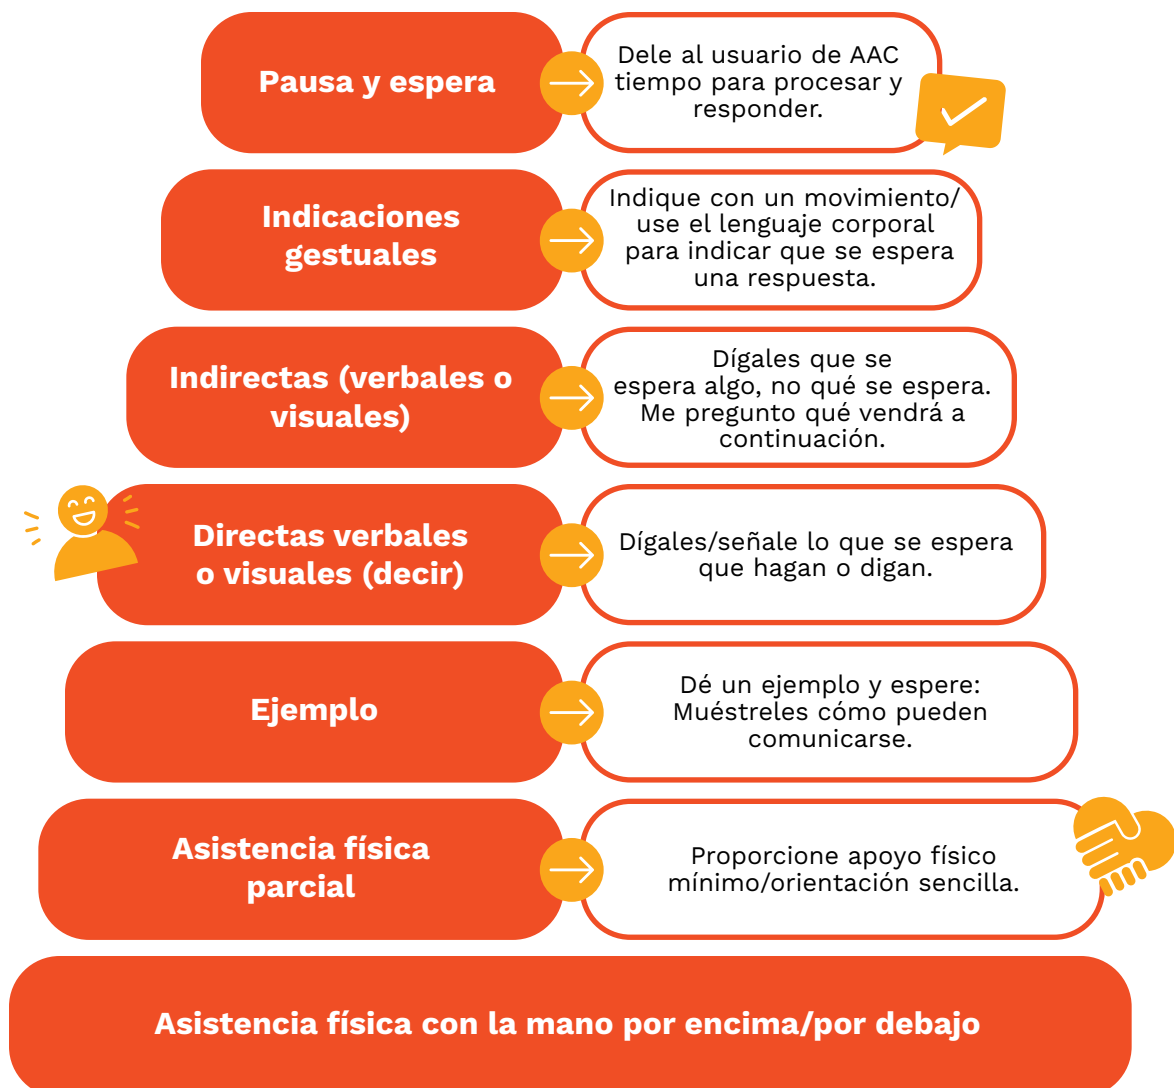 Pausa y espera
Dele al usuario de AAC
tiempo para procesar y
responder.
Indicaciones
gestuales
Indique con un movimiento/
use el lenguaje corporal
para indicar que se espera
una respuesta.
Indirectas (verbales o
visuales)
Dígales que se
espera algo, no qué se espera.
Me pregunto qué vendrá a
continuación.
Directas verbales
o visuales (decir)
Dígales/señale lo que se espera
que hagan o digan.
Ejemplo
Dé un ejemplo y espere:
Muéstreles cómo pueden
comunicarse.
Asistencia física
parcial
Proporcione apoyo físico
mínimo/orientación sencilla.
Asistencia física con la mano por encima/por debajo